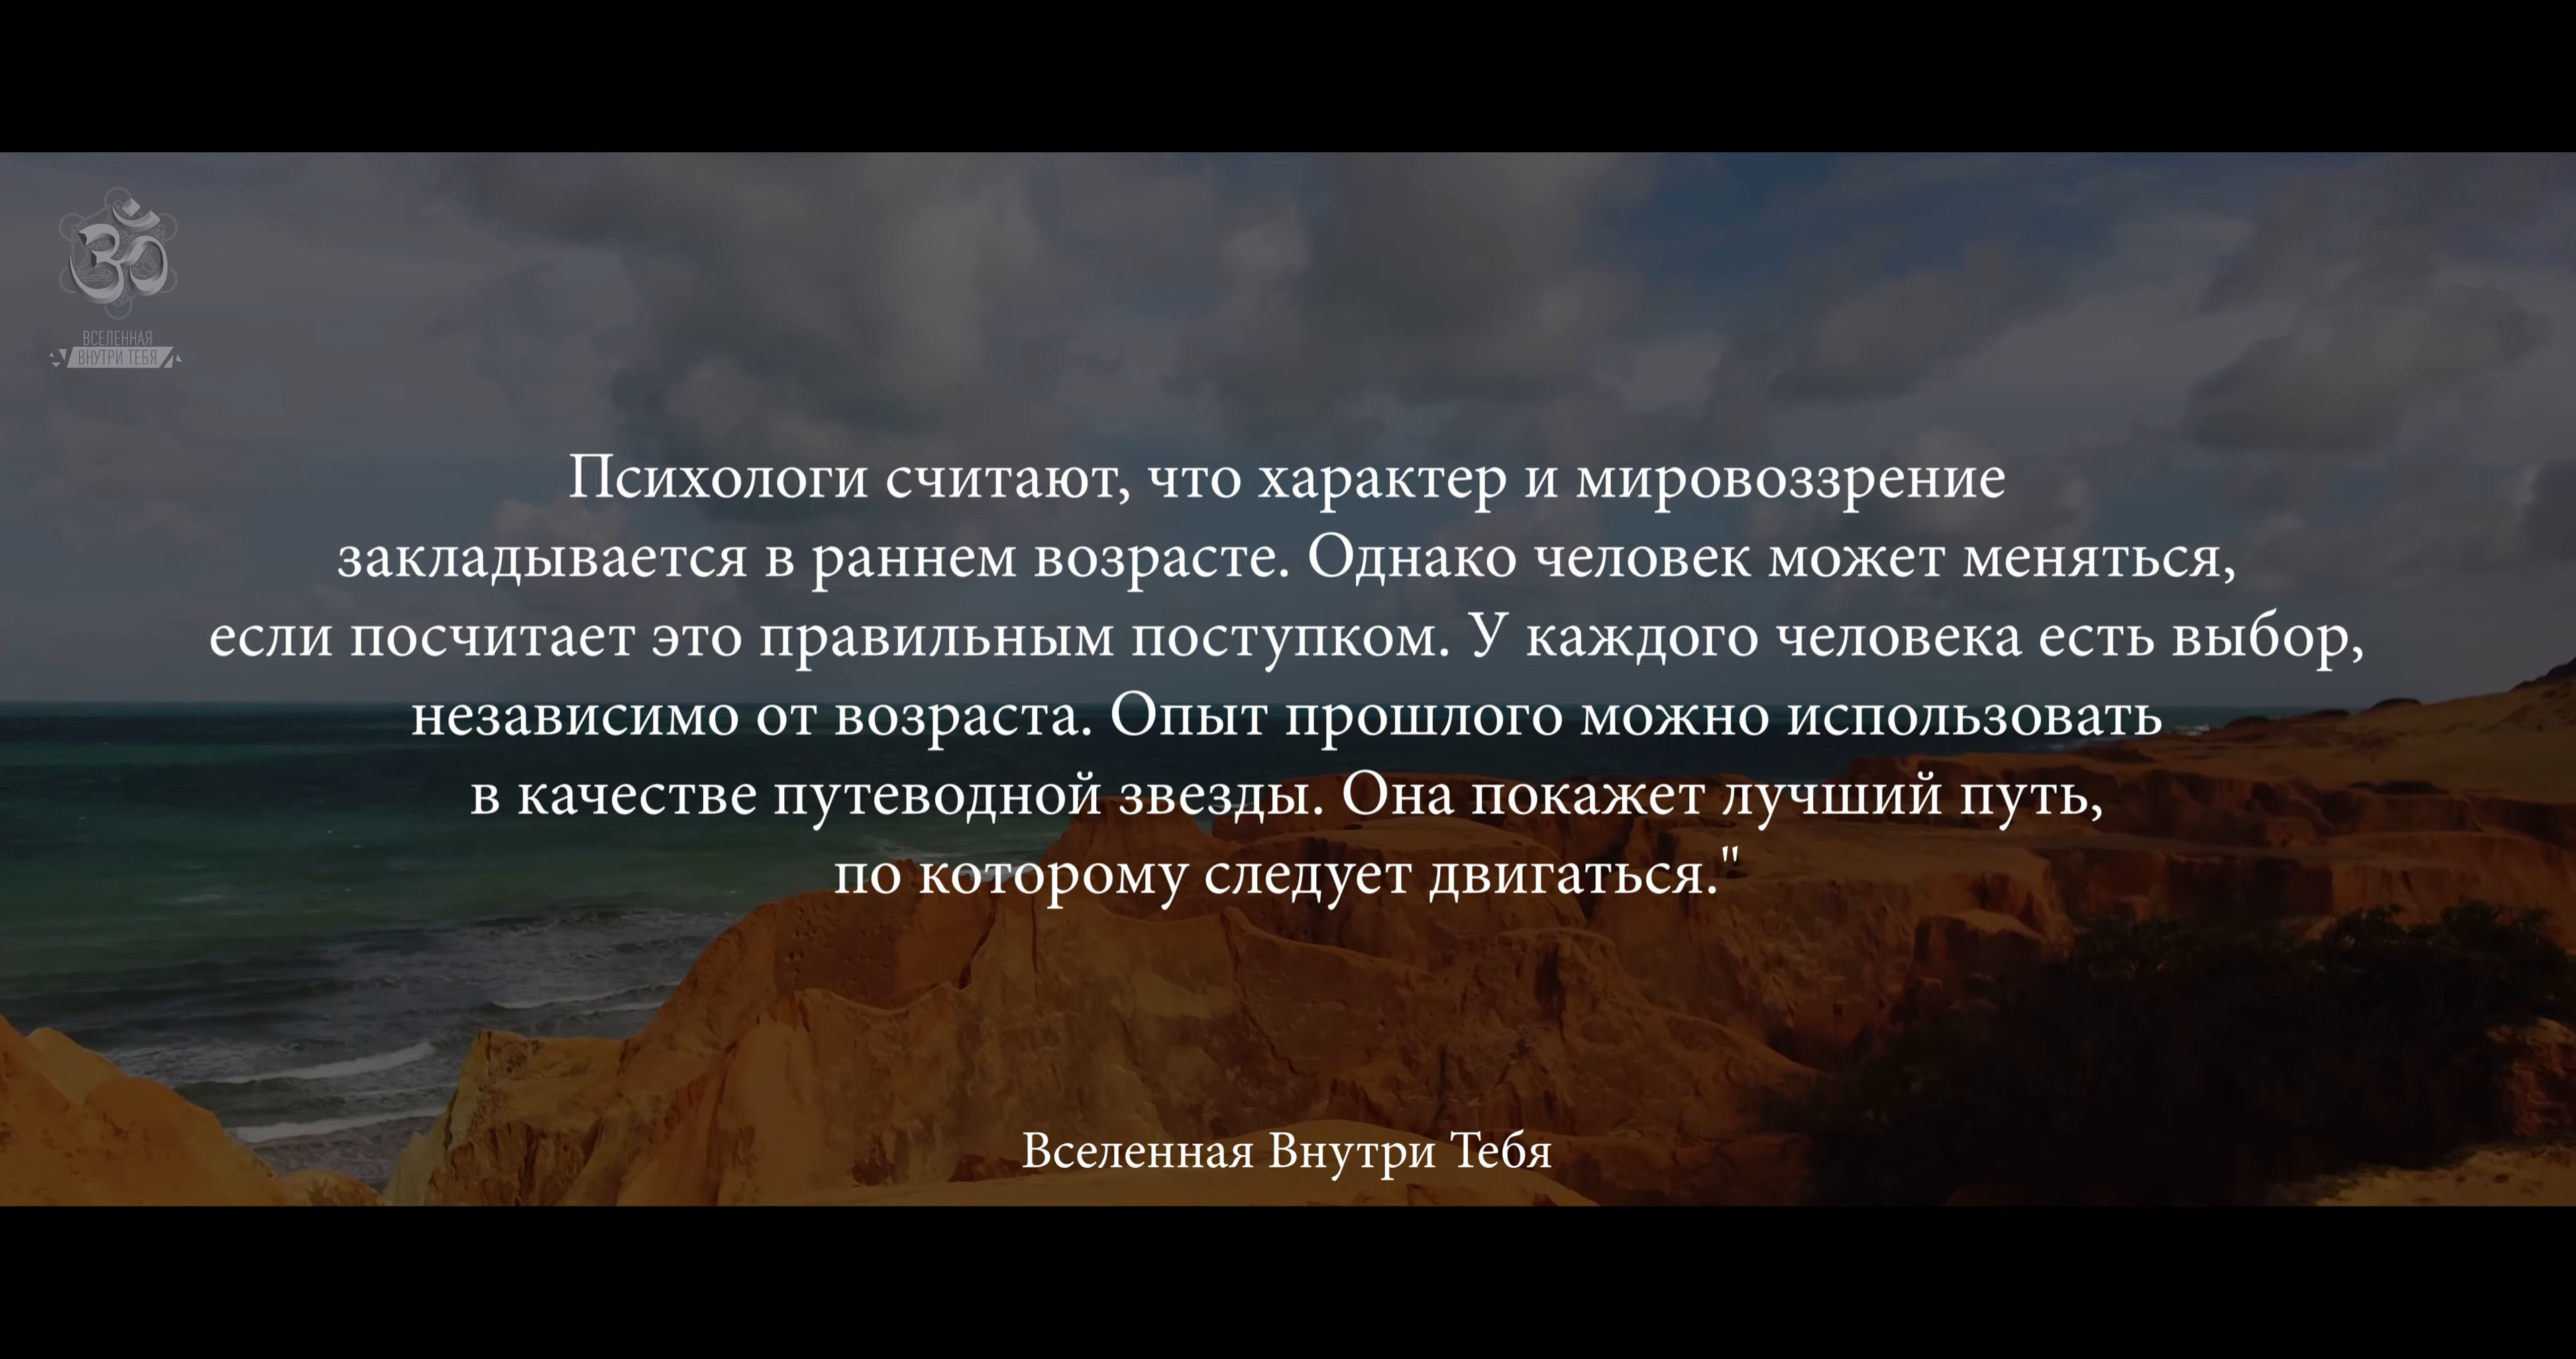 ВСЕЛЕННАЯ
ВНУТРИ ТЕБЯ
Психологи считают, что характер и мировоззрение
закладывается в раннем возрасте. Однако человек может меняться,
если посчитает это правильным поступком. У каждого человека есть выбор,
независимо от возраста. Опыт прошлого можно использовать
в качестве путеводной звезды. Она покажет лучший путь,
по которому следует двигаться."
Вселенная Внутри Тебя